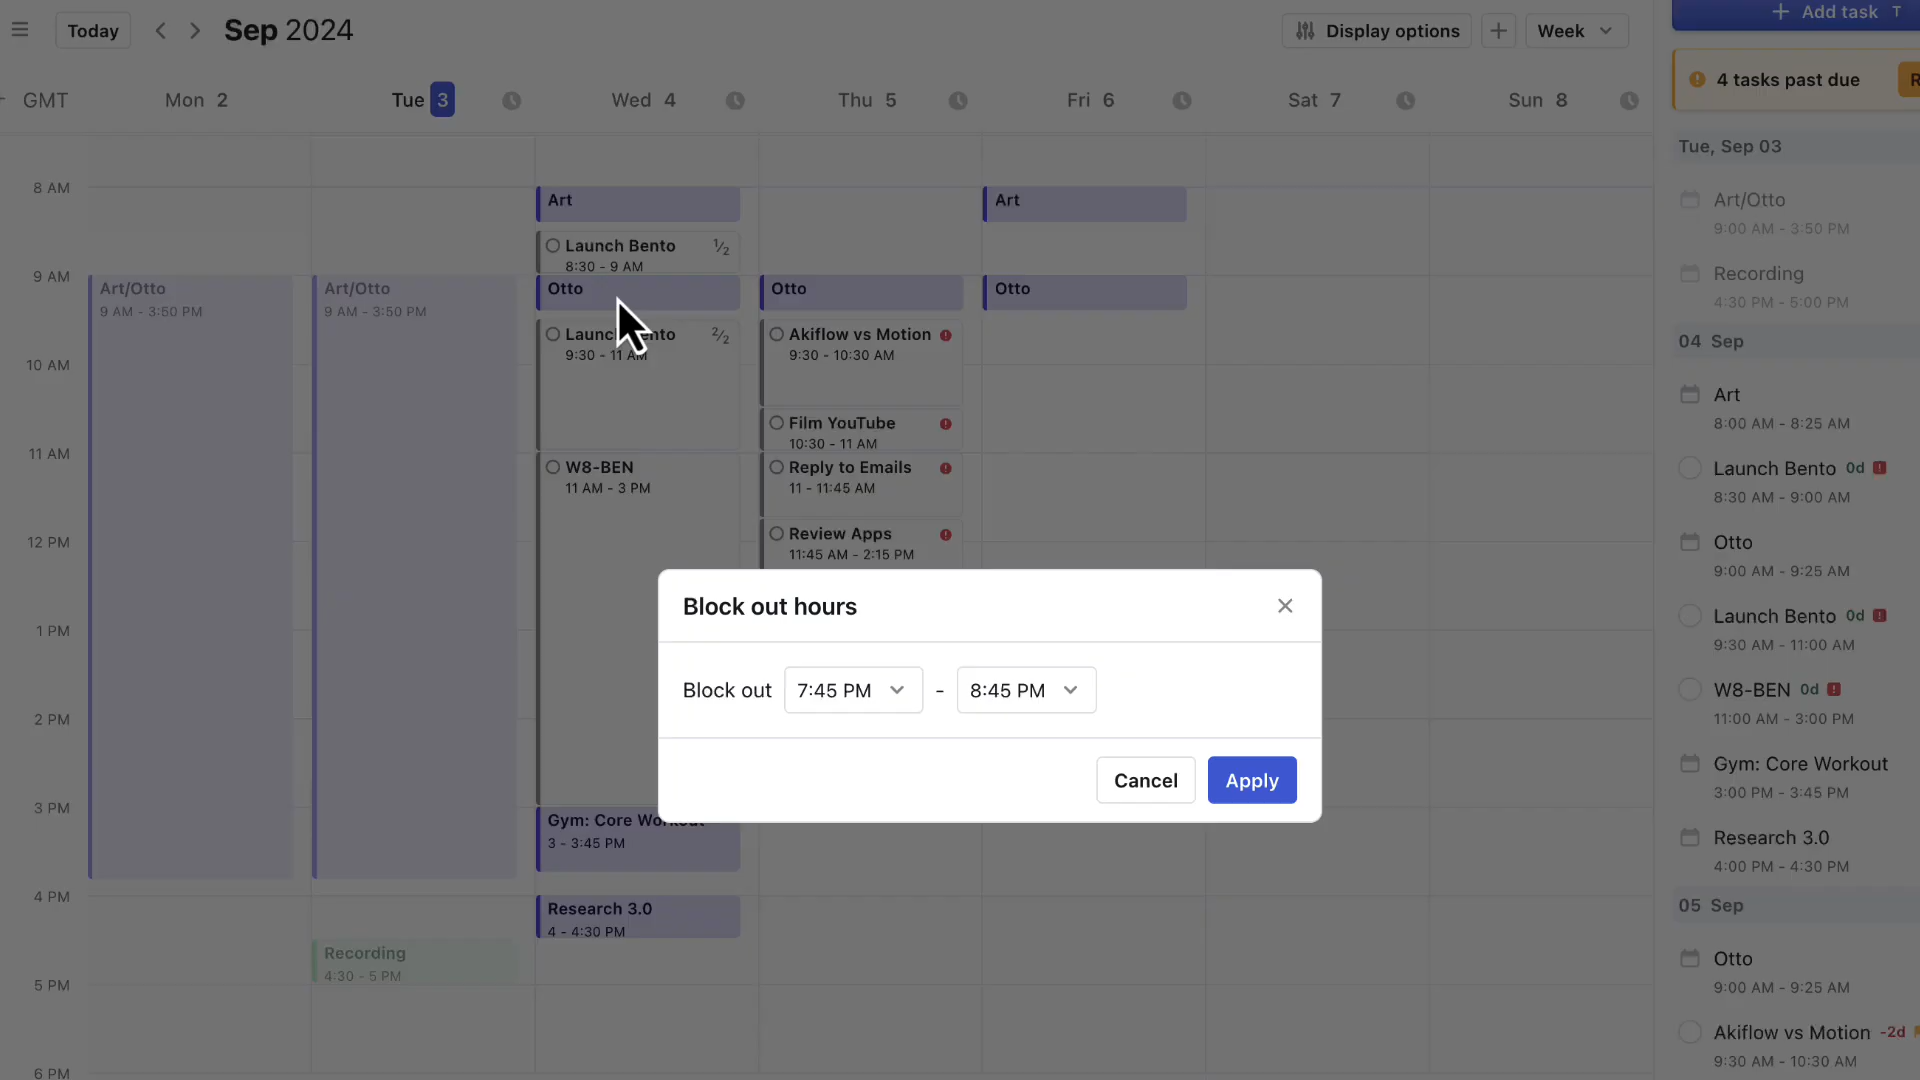 Today
Sep 2024
Display options
Week
Add task T
4 tasks past due
R
GMT
Mon 2
Tue 3
Wed 4
Thu 5
Fri 6
Sat 7
Sun 8
8 AM
9 AM
10 AM
11 AM
12 PM
1 PM
2 PM
3 PM
4 PM
5 PM
6 PM
Art/Otto
9 AM - 3:50 PM
Art/Otto
9 AM - 3:50 PM
Recording
4:30 - 5 PM
Art
Launch Bento 1/2
8:30 - 9 AM
Otto
Launch Bento 2/2
9:30 - 11 AM
W8-BEN
11 AM - 3 PM
Gym: Core Workout
3 - 3:45 PM
Research 3.0
4 - 4:30 PM
Otto
Akiflow vs Motion
9:30 - 10:30 AM
Film YouTube
10:30 - 11 AM
Reply to Emails
11 - 11:45 AM
Review Apps
11:45 AM - 2:15 PM
Art
Otto
Block out hours
Block out 7:45 PM - 8:45 PM
Cancel
Apply
Tue, Sep 03
Art/Otto
9:00 AM - 3:50 PM
Recording
4:30 PM - 5:00 PM
04 Sep
Art
8:00 AM - 8:25 AM
Launch Bento 0d
8:30 AM - 9:00 AM
Otto
9:00 AM - 9:25 AM
Launch Bento 0d
9:30 AM - 11:00 AM
W8-BEN 0d
11:00 AM - 3:00 PM
Gym: Core Workout
3:00 PM - 3:45 PM
Research 3.0
4:00 PM - 4:30 PM
05 Sep
Otto
9:00 AM - 9:25 AM
Akiflow vs Motion -2d
9:30 AM - 10:30 AM